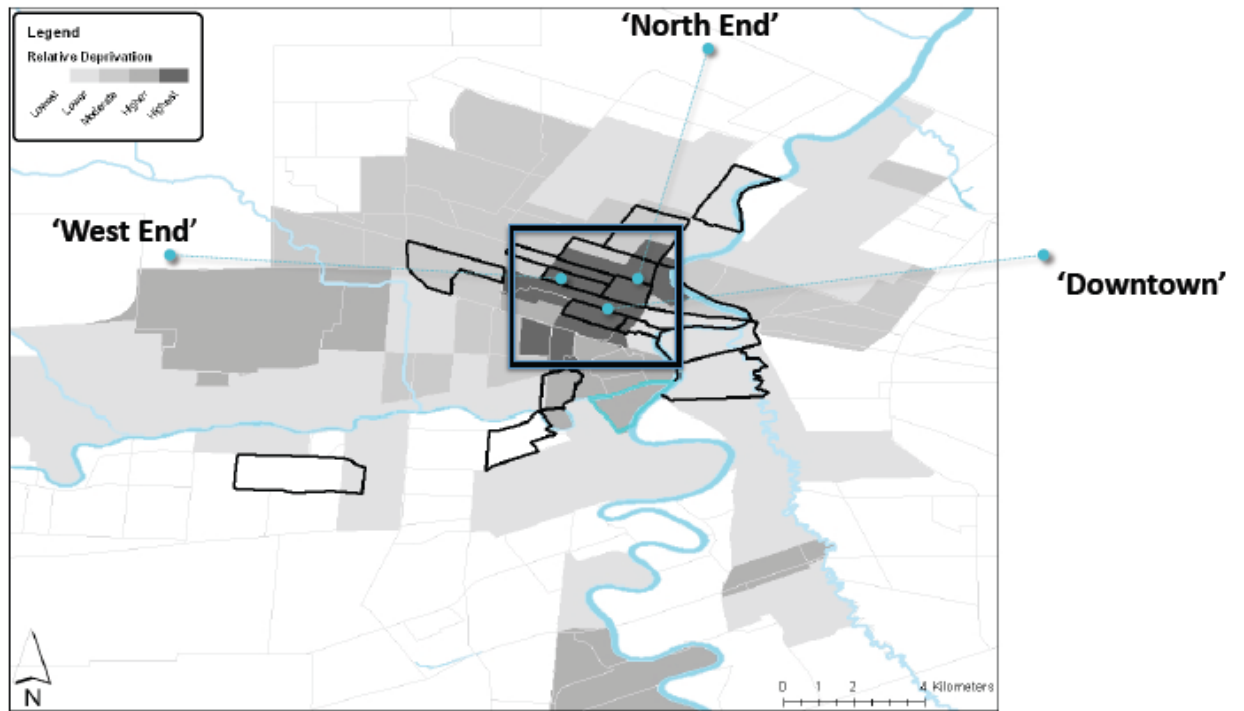 'North End'
Legend
Relative Deprivation
Lowest
Lower
Moderate
Higher
Highest
'West End'
'Downtown'
N
0 1 2 4 Kilometers